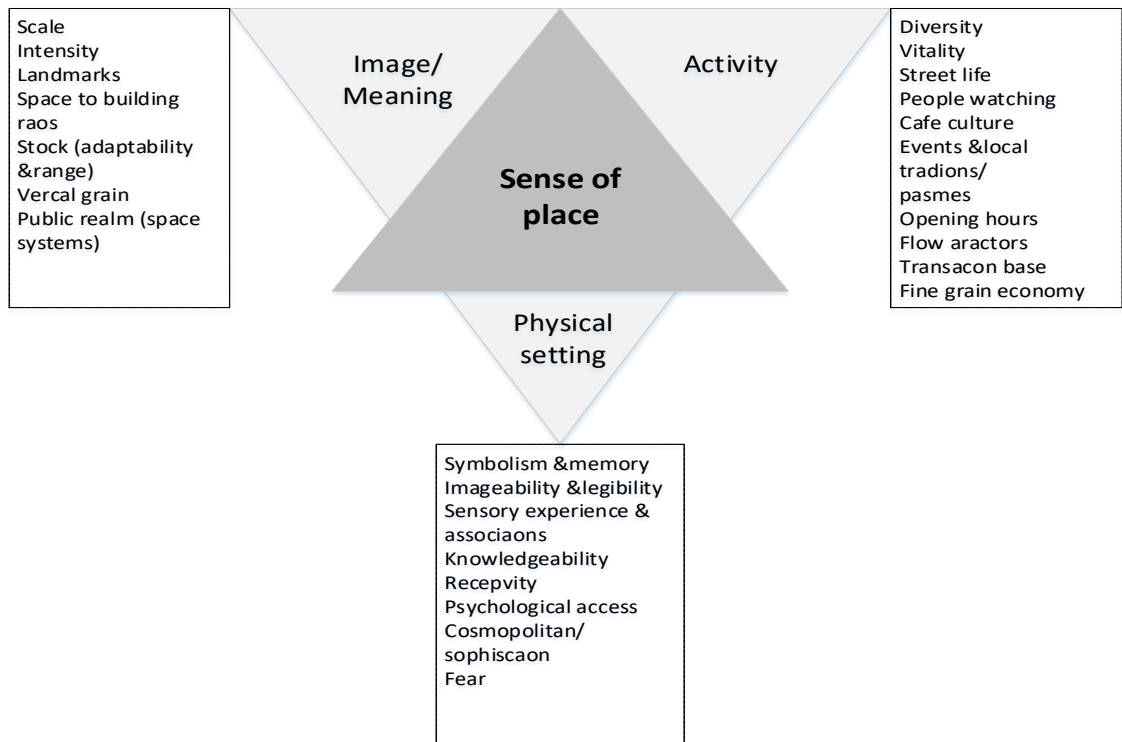 Scale
Intensity
Landmarks
Space to building
raos
Stock (adaptability
&range)
Vercal grain
Public realm (space
systems)
Image/
Meaning
Activity
Diversity
Vitality
Street life
People watching
Cafe culture
Events &local
tradions/
pasmes
Opening hours
Flow aractors
Transacon base
Fine grain economy
Sense of
place
Physical
setting
Symbolism &memory
Imageability &legibility
Sensory experience &
associaons
Knowledgeability
Recepvity
Psychological access
Cosmopolitan/
sophiscaon
Fear